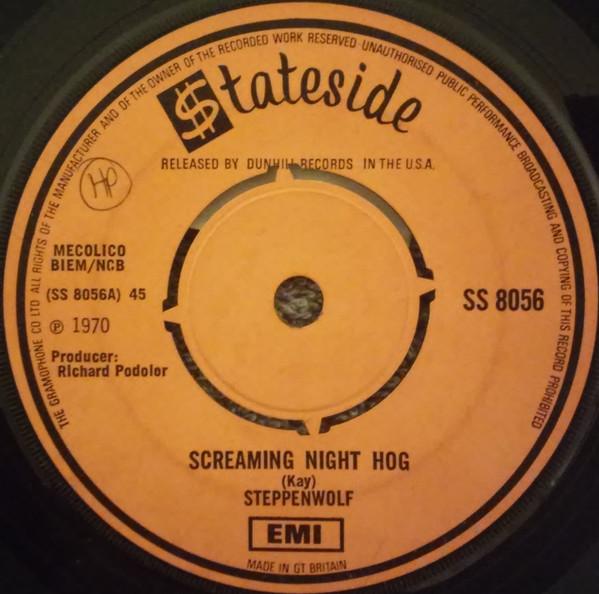 THE GRAMOPHONE CO LTD ALL RIGHTS OF THE MANUFACTURER AND OF THE OWNER OF THE RECORDED WORK RESERVED·UNAUTHORISED PUBLIC PERFORMANCE BROADCASTING AND COPYING OF THIS RECORD PROHIBITED
$tateside
RELEASED BY DUNHILL RECORDS IN THE U.S.A.
HP
MECOLICO
BIEM/NCB
(SS 8056A) 45
SS 8056
℗ 1970
Producer:
Richard Podolor
SCREAMING NIGHT HOG
(Kay)
STEPPENWOLF
EMI
MADE IN GT BRITAIN